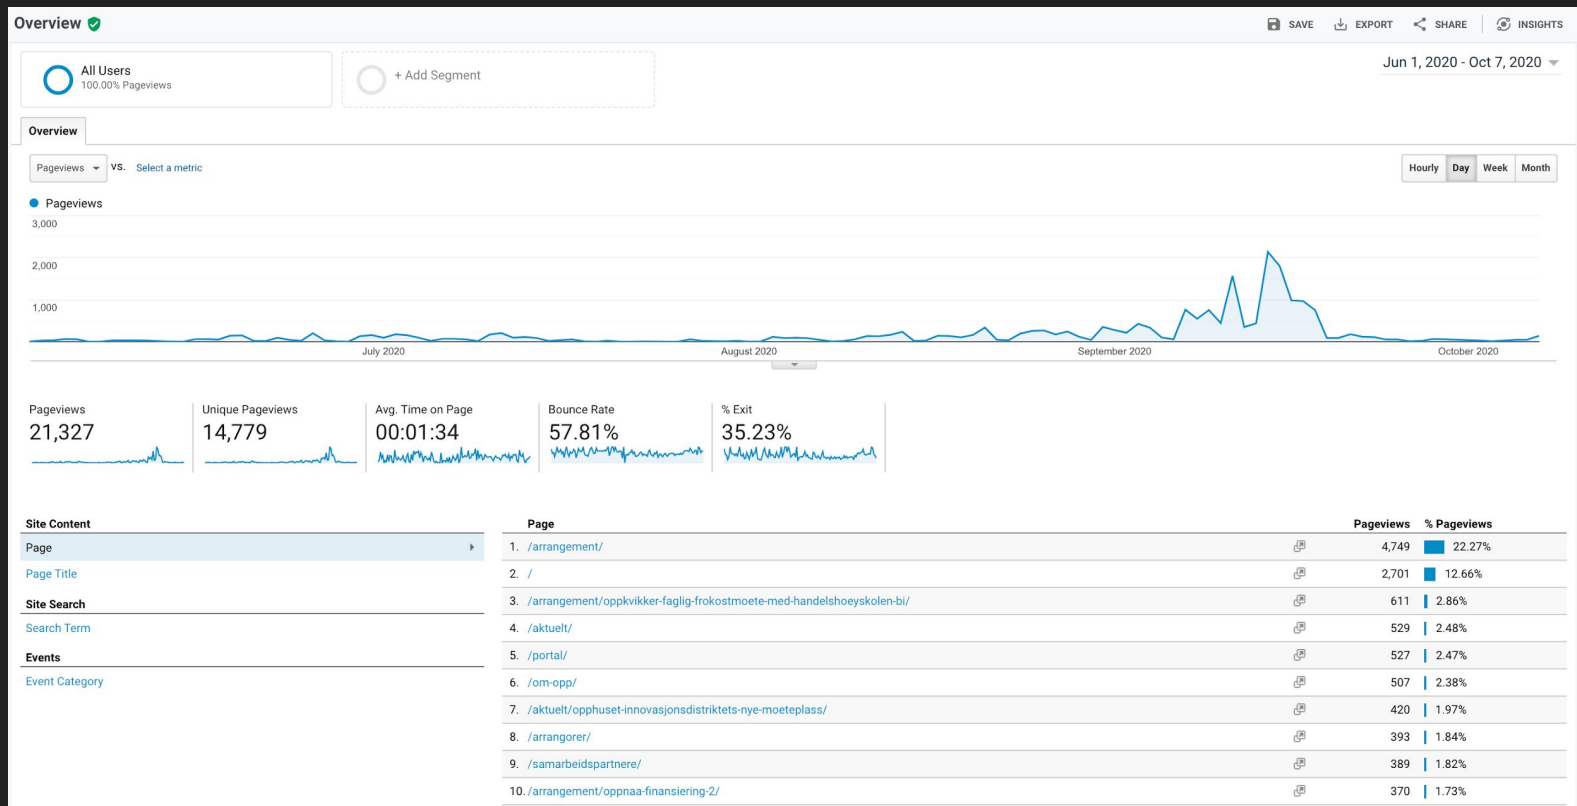 Overview
SAVE
EXPORT
SHARE
INSIGHTS
All Users
100.00% Pageviews
+ Add Segment
Jun 1, 2020 - Oct 7, 2020
Overview
Pageviews
VS.
Select a metric
Hourly
Day
Week
Month
Pageviews
3,000
2,000
1,000
July 2020
August 2020
September 2020
October 2020
Pageviews
21,327
Unique Pageviews
14,779
Avg. Time on Page
00:01:34
Bounce Rate
57.81%
% Exit
35.23%
Site Content
Page
Page Title
Site Search
Search Term
Events
Event Category
Page Pageviews % Pageviews
1. /arrangement/ 4,749 22.27%
2. / 2,701 12.66%
3. /arrangement/oppkvikker-faglig-frokostmoete-med-handelshoeyskolen-bi/ 611 2.86%
4. /aktuelt/ 529 2.48%
5. /portal/ 527 2.47%
6. /om-opp/ 507 2.38%
7. /aktuelt/opphuset-innovasjonsdistriktets-nye-moeteplass/ 420 1.97%
8. /arrangorer/ 393 1.84%
9. /samarbeidspartnere/ 389 1.82%
10. /arrangement/oppnaa-finansiering-2/ 370 1.73%